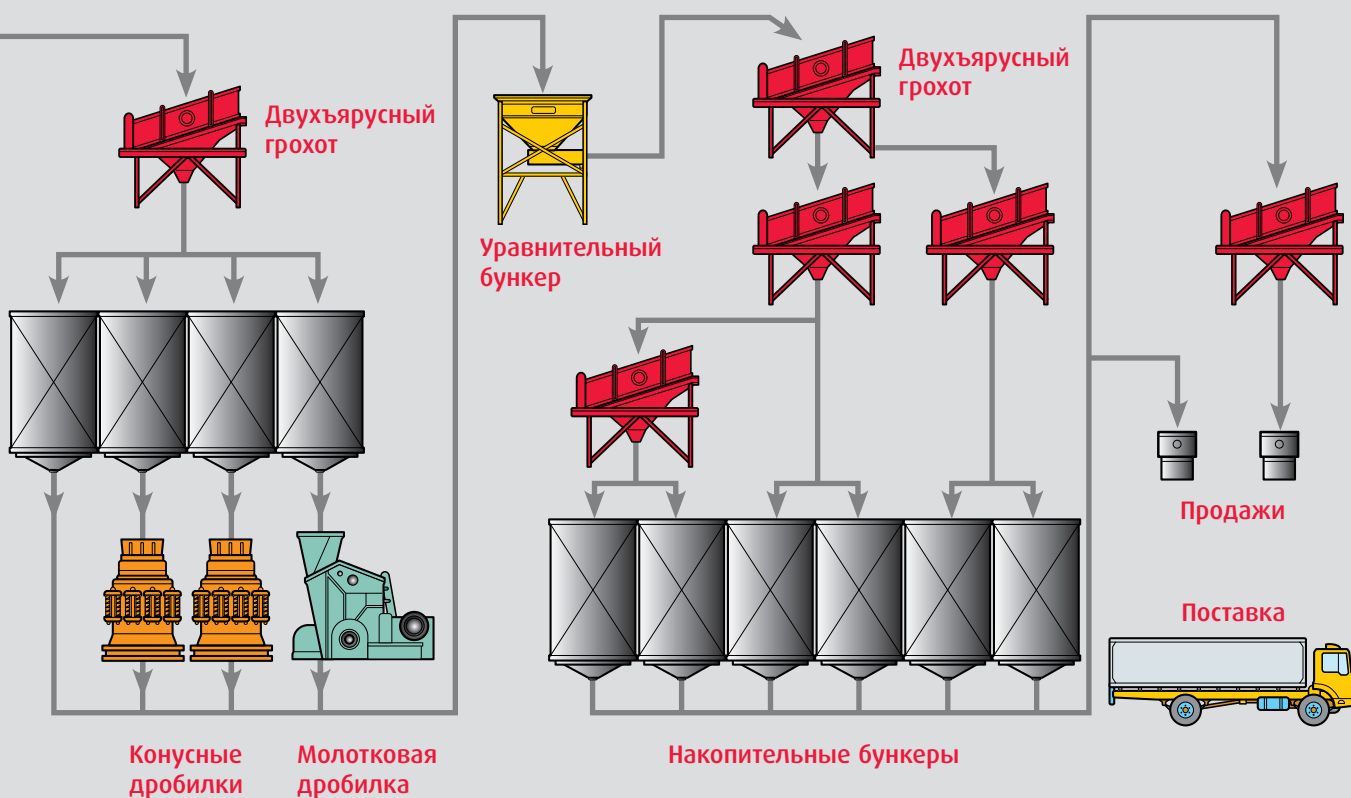 Двухъярусный
грохот
Уравнительный
бункер
Двухъярусный
грохот
Продажи
Поставка
Конусные
дробилки
Молотковая
дробилка
Накопительные бункеры